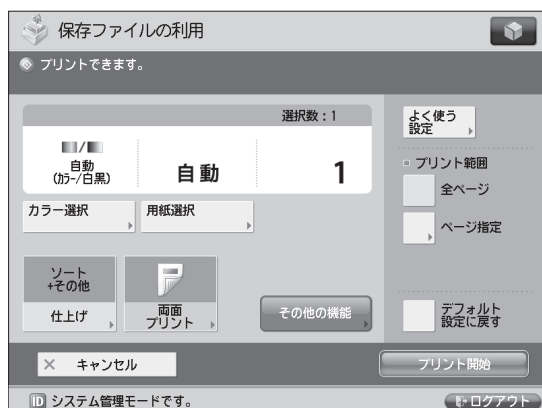 保存ファイルの利用
プリントできます。
選択数：1
自動
(ｶﾗｰ/白黒)
自動
1
カラー選択
用紙選択
ソート
+その他
仕上げ
両面
プリント
その他の機能
よく使う
設定
プリント範囲
全ページ
ページ指定
デフォルト
設定に戻す
× キャンセル
プリント開始
ID システム管理モードです。
ログアウト